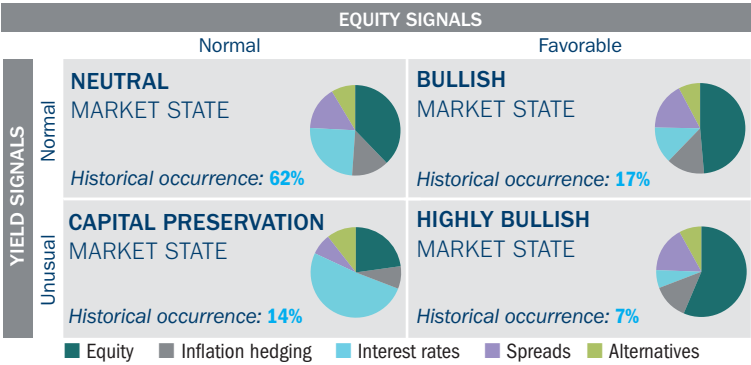 EQUITY SIGNALS
Normal
Favorable
YIELD SIGNALS
Normal
NEUTRAL
MARKET STATE
Historical occurrence: 62%
BULLISH
MARKET STATE
Historical occurrence: 17%
Unusual
CAPITAL PRESERVATION
MARKET STATE
Historical occurrence: 14%
HIGHLY BULLISH
MARKET STATE
Historical occurrence: 7%
Equity
Inflation hedging
Interest rates
Spreads
Alternatives